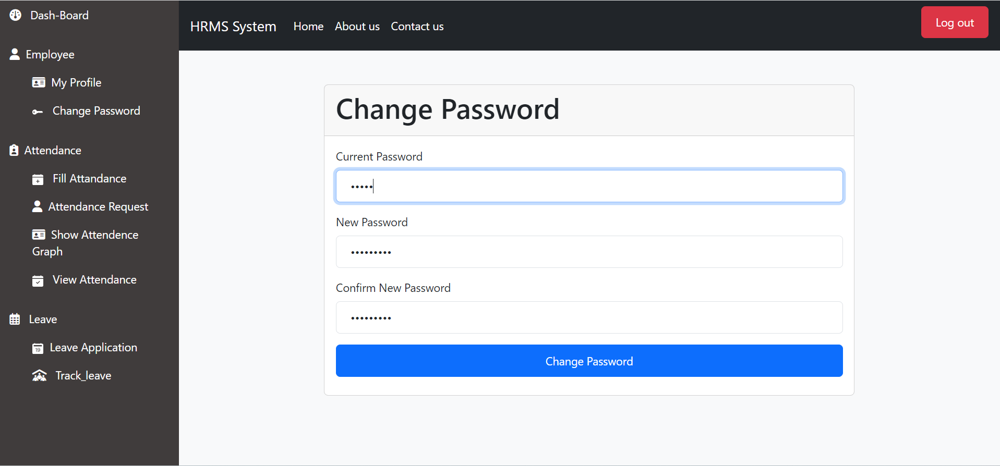 Dash-Board
Employee
My Profile
Change Password
Attendance
Fill Attandance
Attendance Request
Show Attendence
Graph
View Attendance
Leave
19
Leave Application
Track_leave
HRMS System
Home
About us
Contact us
Log out
Change Password
Current Password
•••••
New Password
•••••••••
Confirm New Password
•••••••••
Change Password